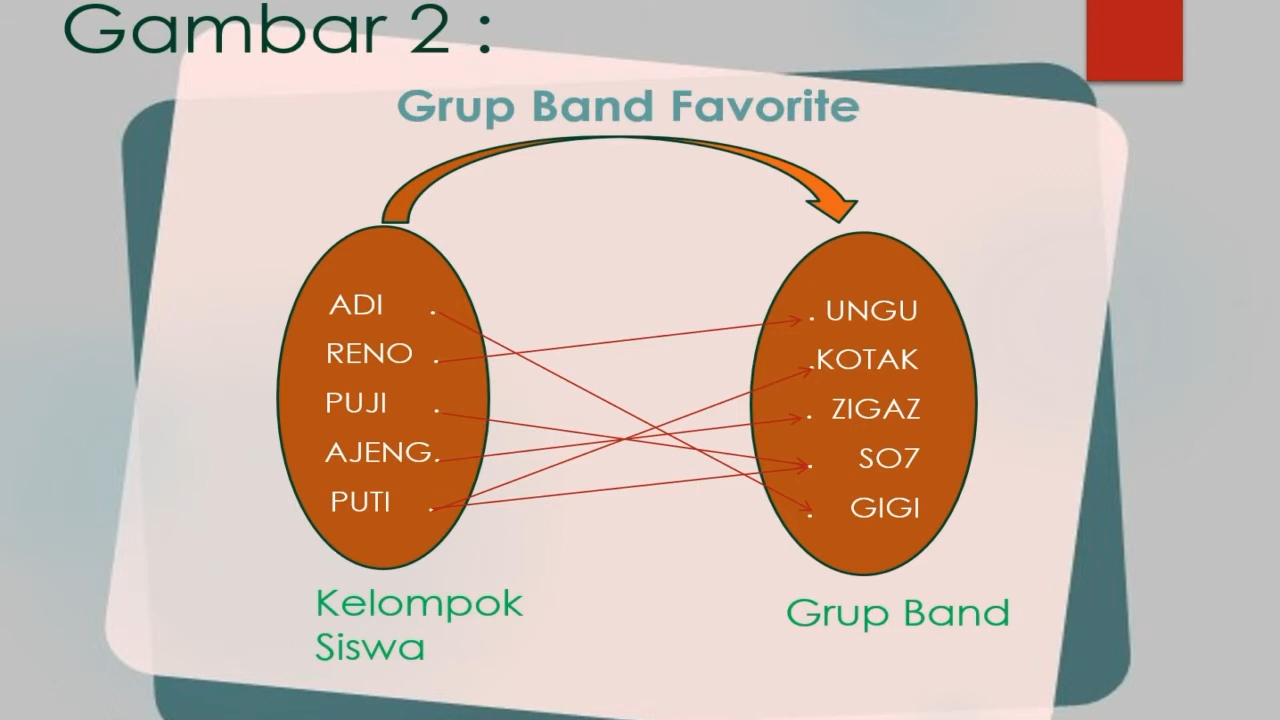 Gambar 2 :
Grup Band Favorite
ADI .
RENO .
PUJI .
AJENG.
PUTI .
. UNGU
.KOTAK
. ZIGAZ
. SO7
. GIGI
Kelompok
Siswa
Grup Band